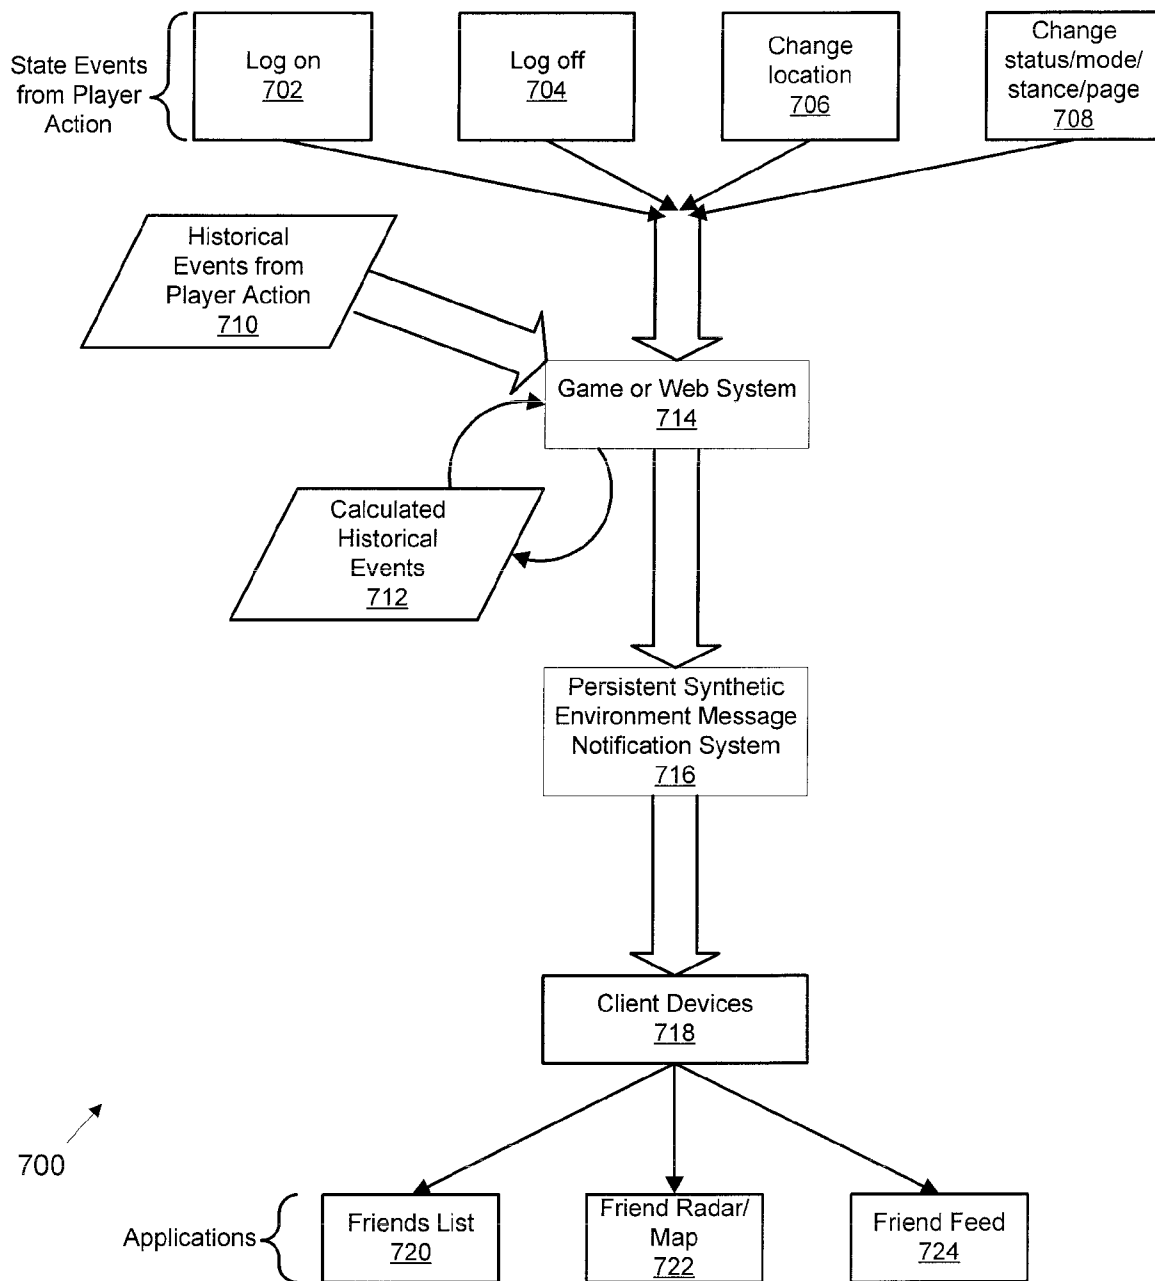 State Events
from Player
Action
Log on
702
Log off
704
Change
location
706
Change
status/mode/
stance/page
708
Historical
Events from
Player Action
710
Game or Web System
714
Calculated
Historical
Events
712
Persistent Synthetic
Environment Message
Notification System
716
Client Devices
718
700
Applications
Friends List
720
Friend Radar/
Map
722
Friend Feed
724